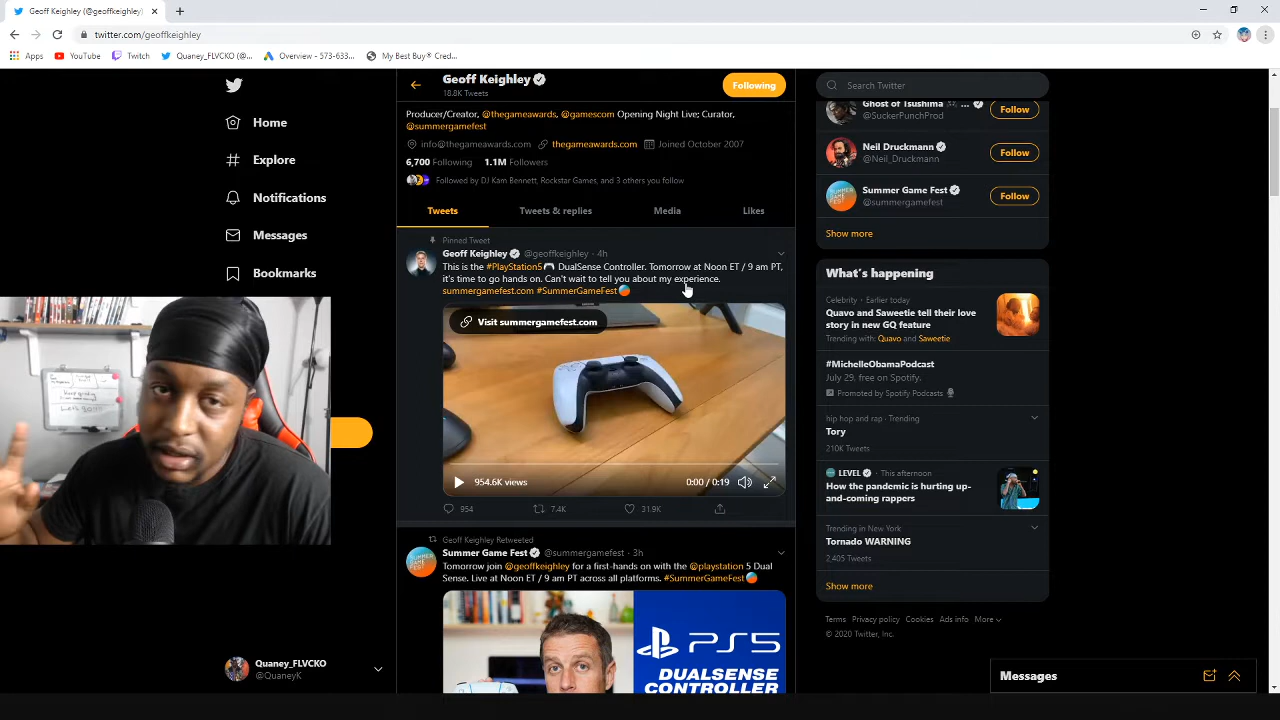 Geoff Keighley (@geoffkeighley)
twitter.com/geoffkeighley
Apps
YouTube
Twitch
Quaney_FLVCKO (@...
Overview - 573-633...
My Best Buy® Cred...
Home
Explore
Notifications
Messages
Bookmarks
Quaney_FLVCKO
@QuaneyK
Geoff Keighley
18.8K Tweets
Following
Producer/Creator, @thegameawards, @gamescom Opening Night Live; Curator,
@summergamefest
info@thegameawards.com thegameawards.com Joined October 2007
6,700 Following 1.1M Followers
Followed by DJ Kam Bennett, Rockstar Games, and 3 others you follow
Tweets
Tweets & replies
Media
Likes
Pinned Tweet
Geoff Keighley @geoffkeighley · 4h
This is the #PlayStation5 DualSense Controller. Tomorrow at Noon ET / 9 am PT,
it's time to go hands on. Can't wait to tell you about my experience.
summergamefest.com #SummerGameFest
Visit summergamefest.com
954.6K views
0:00 / 0:19
954
7.4K
31.9K
Geoff Keighley Retweeted
Summer Game Fest @summergamefest · 3h
Tomorrow join @geoffkeighley for a first-hands on with the @playstation 5 Dual
Sense. Live at Noon ET / 9 am PT across all platforms. #SummerGameFest
PS5
DUALSENSE
CONTROLLER
Search Twitter
Ghost of Tsushima ...
@SuckerPunchProd
Follow
Neil Druckmann
@Neil_Druckmann
Follow
Summer Game Fest
@summergamefest
Follow
Show more
What's happening
Celebrity · Earlier today
Quavo and Saweetie tell their love
story in new GQ feature
Trending with: Quavo and Saweetie
#MichelleObamaPodcast
July 29, free on Spotify.
Promoted by Spotify Podcasts
hip hop and rap · Trending
Tory
210K Tweets
LEVEL · This afternoon
How the pandemic is hurting up-
and-coming rappers
Trending in New York
Tornado WARNING
2,405 Tweets
Show more
Terms Privacy policy Cookies Ads info More
© 2020 Twitter, Inc.
Messages